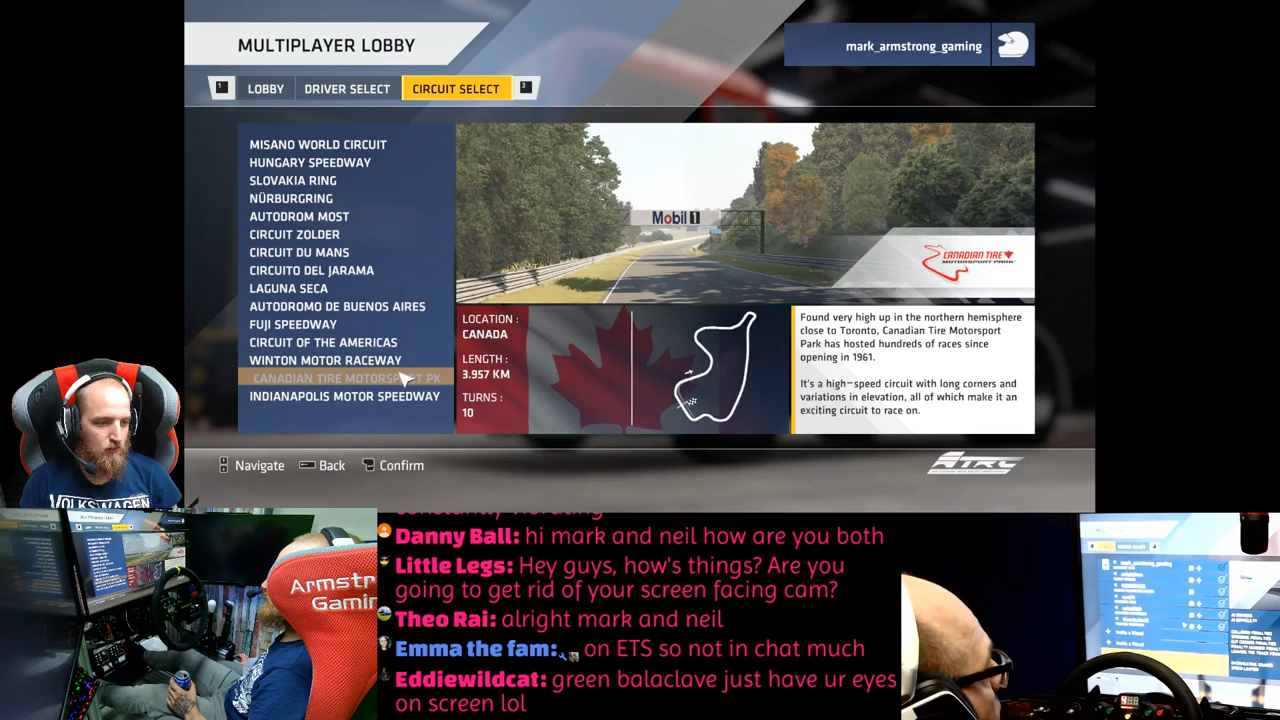 MULTIPLAYER LOBBY
mark_armstrong_gaming
1 LOBBY DRIVER SELECT CIRCUIT SELECT 3
MISANO WORLD CIRCUIT
HUNGARY SPEEDWAY
SLOVAKIA RING
NÜRBURGRING
AUTODROM MOST
CIRCUIT ZOLDER
CIRCUIT DU MANS
CIRCUITO DEL JARAMA
LAGUNA SECA
AUTODROMO DE BUENOS AIRES
FUJI SPEEDWAY
CIRCUIT OF THE AMERICAS
WINTON MOTOR RACEWAY
CANADIAN TIRE MOTORSPORT PK
INDIANAPOLIS MOTOR SPEEDWAY
Mobil 1
CANADIAN TIRE
MOTORSPORT PARK
LOCATION :
CANADA
LENGTH :
3.957 KM
TURNS :
10
Found very high up in the northern hemisphere
close to Toronto, Canadian Tire Motorsport
Park has hosted hundreds of races since
opening in 1961.
It's a high-speed circuit with long corners and
variations in elevation, all of which make it an
exciting circuit to race on.
Navigate Back Confirm
ATRC
VOLKSWAGEN
Armstr
Gamin
Danny Ball: hi mark and neil how are you both
Little Legs: Hey guys, how's things? Are you
going to get rid of your screen facing cam?
Theo Rai: alright mark and neil
Emma the fam: on ETS so not in chat much
Eddiewildcat: green balaclave just have ur eyes
on screen lol